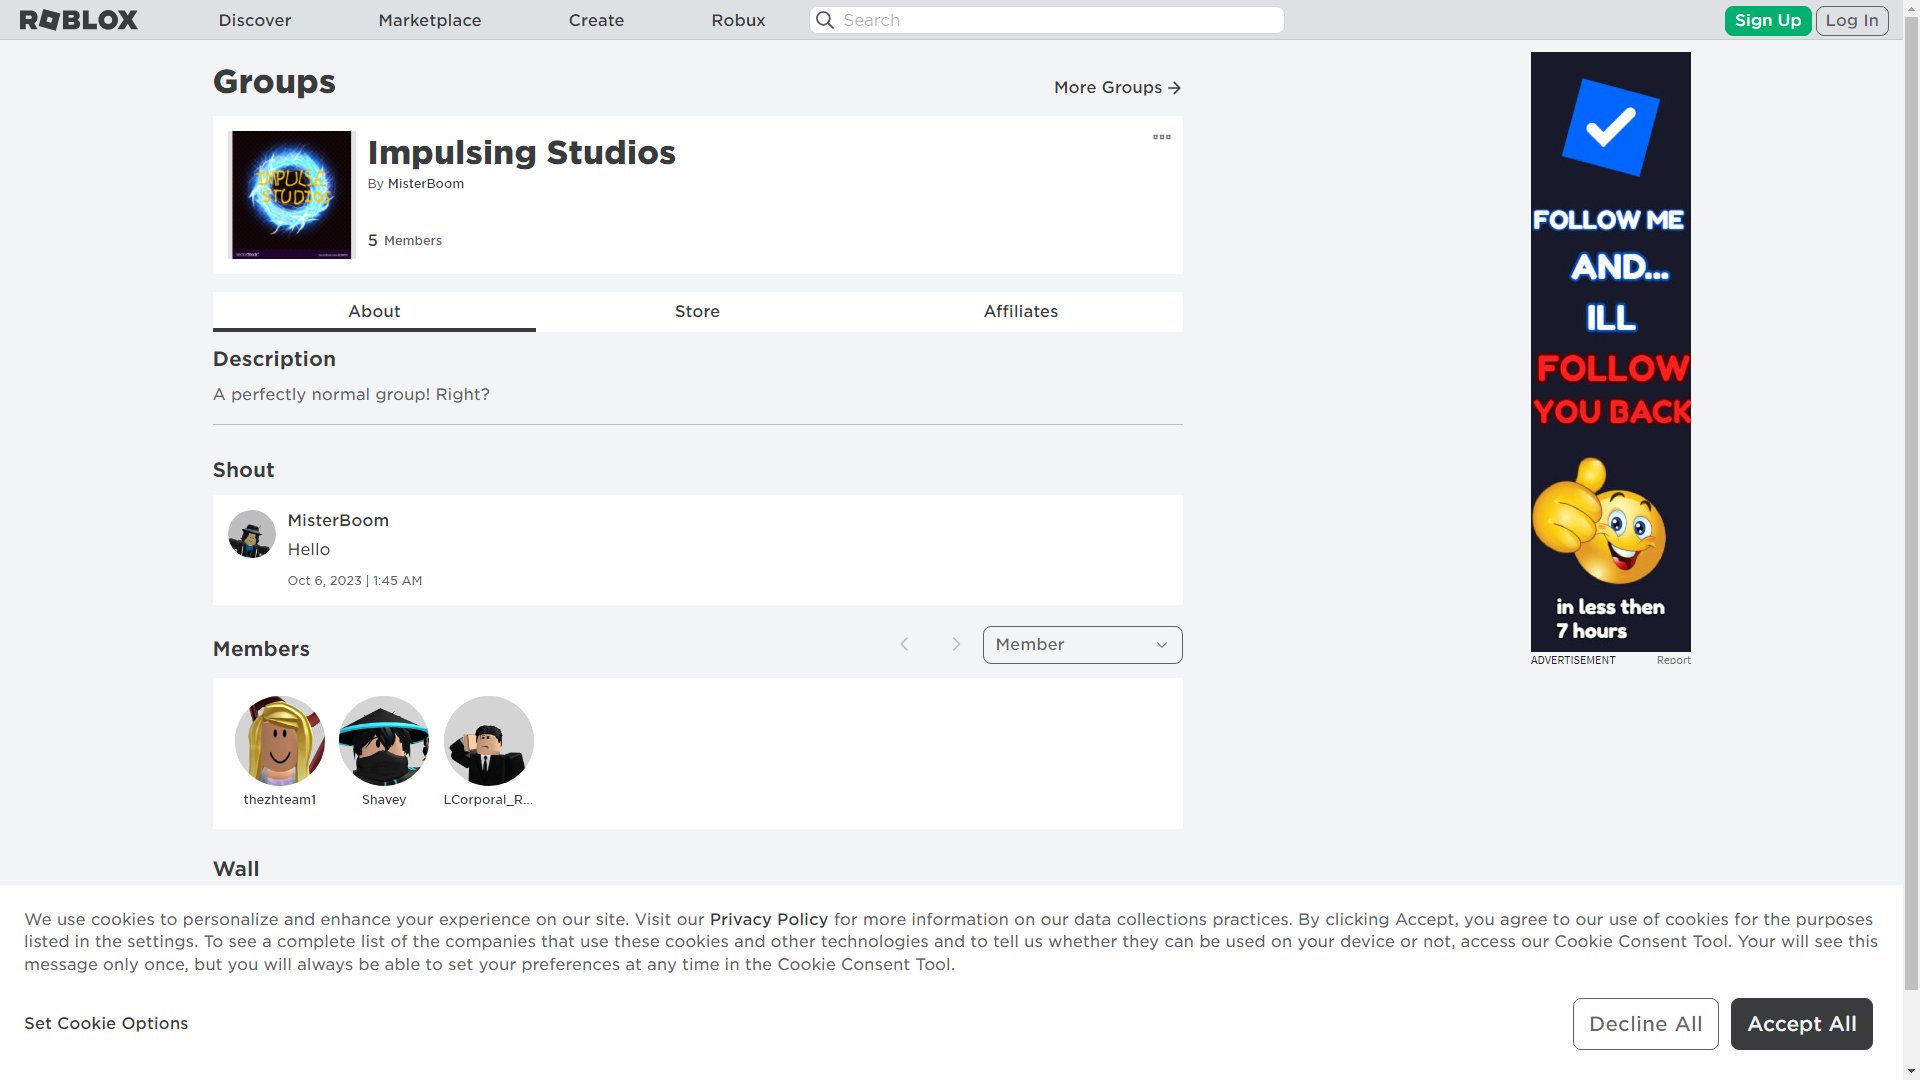 ROBLOX
Discover
Marketplace
Create
Robux
Search
Sign Up
Log In
Groups
More Groups
IMPULSE
STUDIOS
Impulsing Studios
By MisterBoom
5 Members
About
Store
Affiliates
Description
A perfectly normal group! Right?
Shout
MisterBoom
Hello
Oct 6, 2023 | 1:45 AM
Members
Member
thezhteam1
Shavey
LCorporal_R...
Wall
FOLLOW ME
AND...
ILL
FOLLOW
YOU BACK
in less then
7 hours
ADVERTISEMENT
Report
We use cookies to personalize and enhance your experience on our site. Visit our Privacy Policy for more information on our data collections practices. By clicking Accept, you agree to our use of cookies for the purposes
listed in the settings. To see a complete list of the companies that use these cookies and other technologies and to tell us whether they can be used on your device or not, access our Cookie Consent Tool. Your will see this
message only once, but you will always be able to set your preferences at any time in the Cookie Consent Tool.
Set Cookie Options
Decline All
Accept All